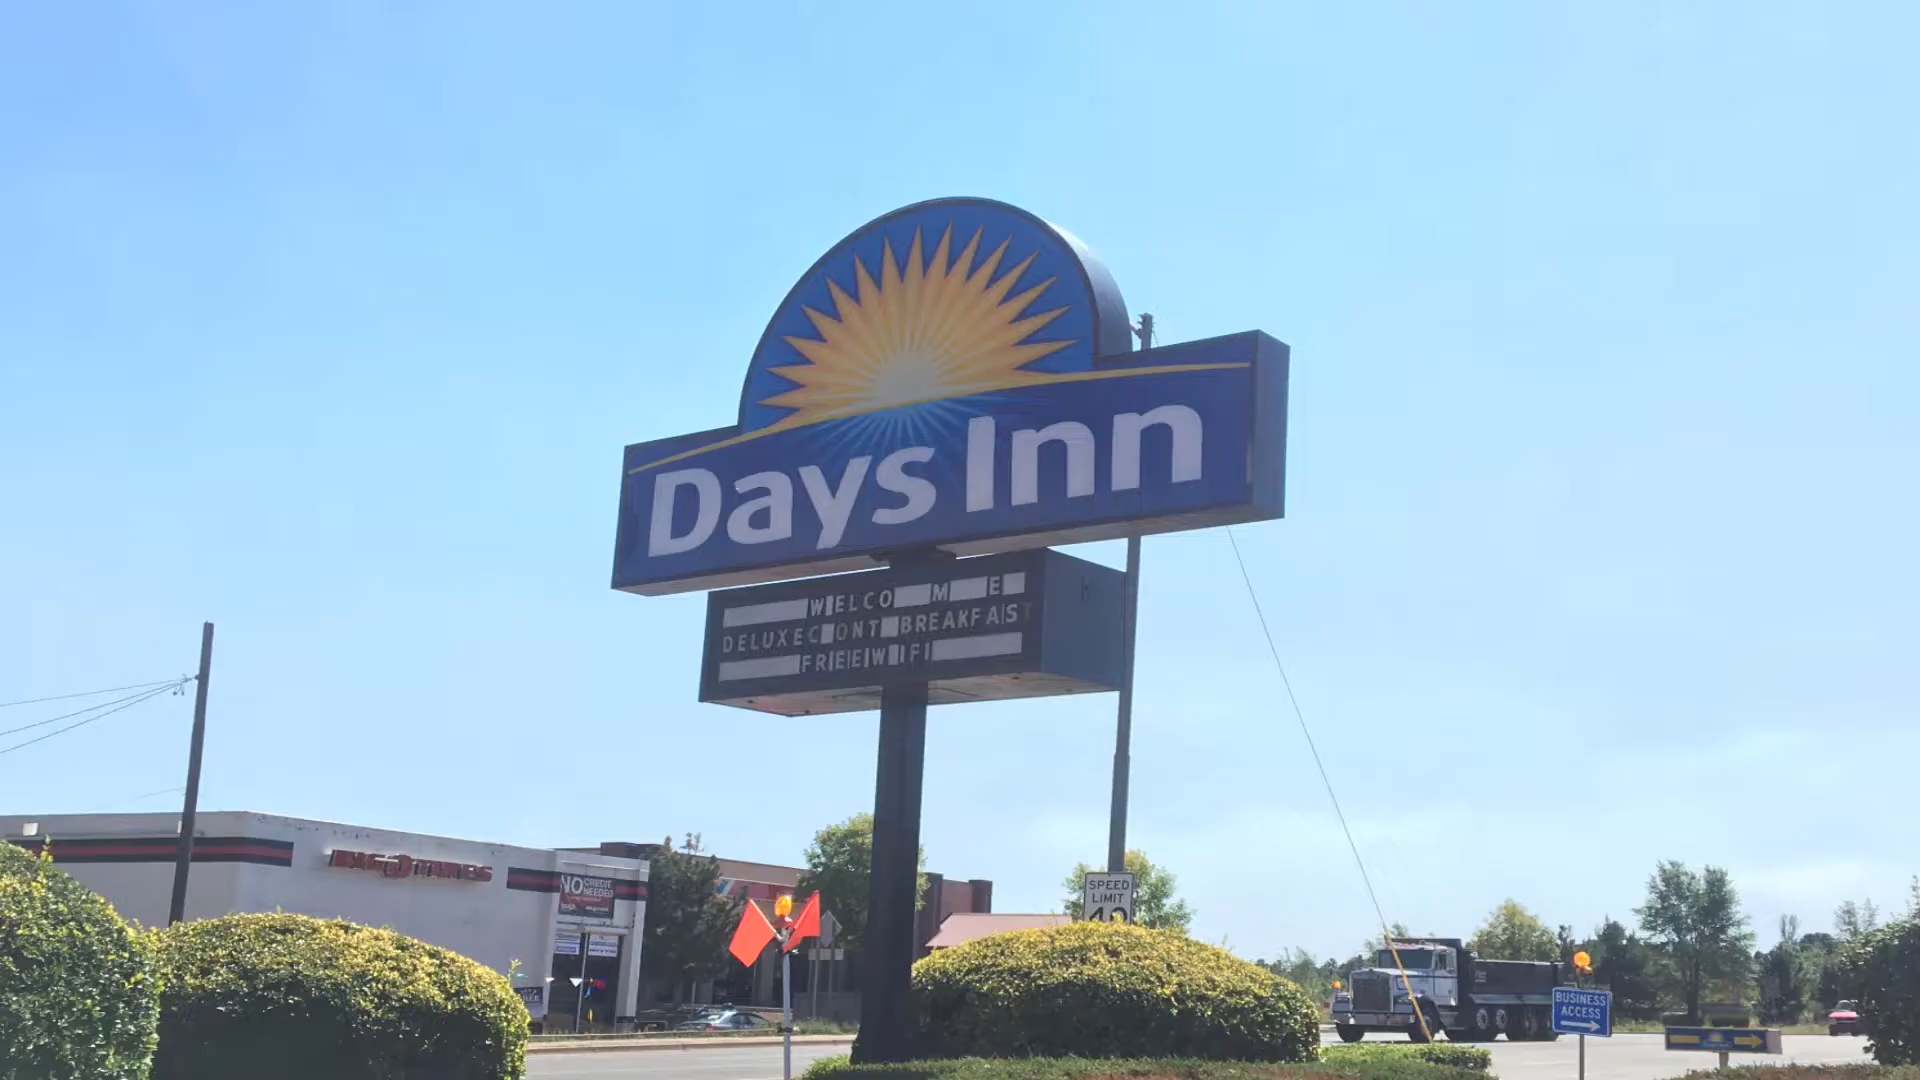 Days Inn
WELCOME
DELUXE CONT BREAKFAST
FREE WIFI
NO CREDIT NEEDED
SPEED LIMIT
BUSINESS
ACCESS